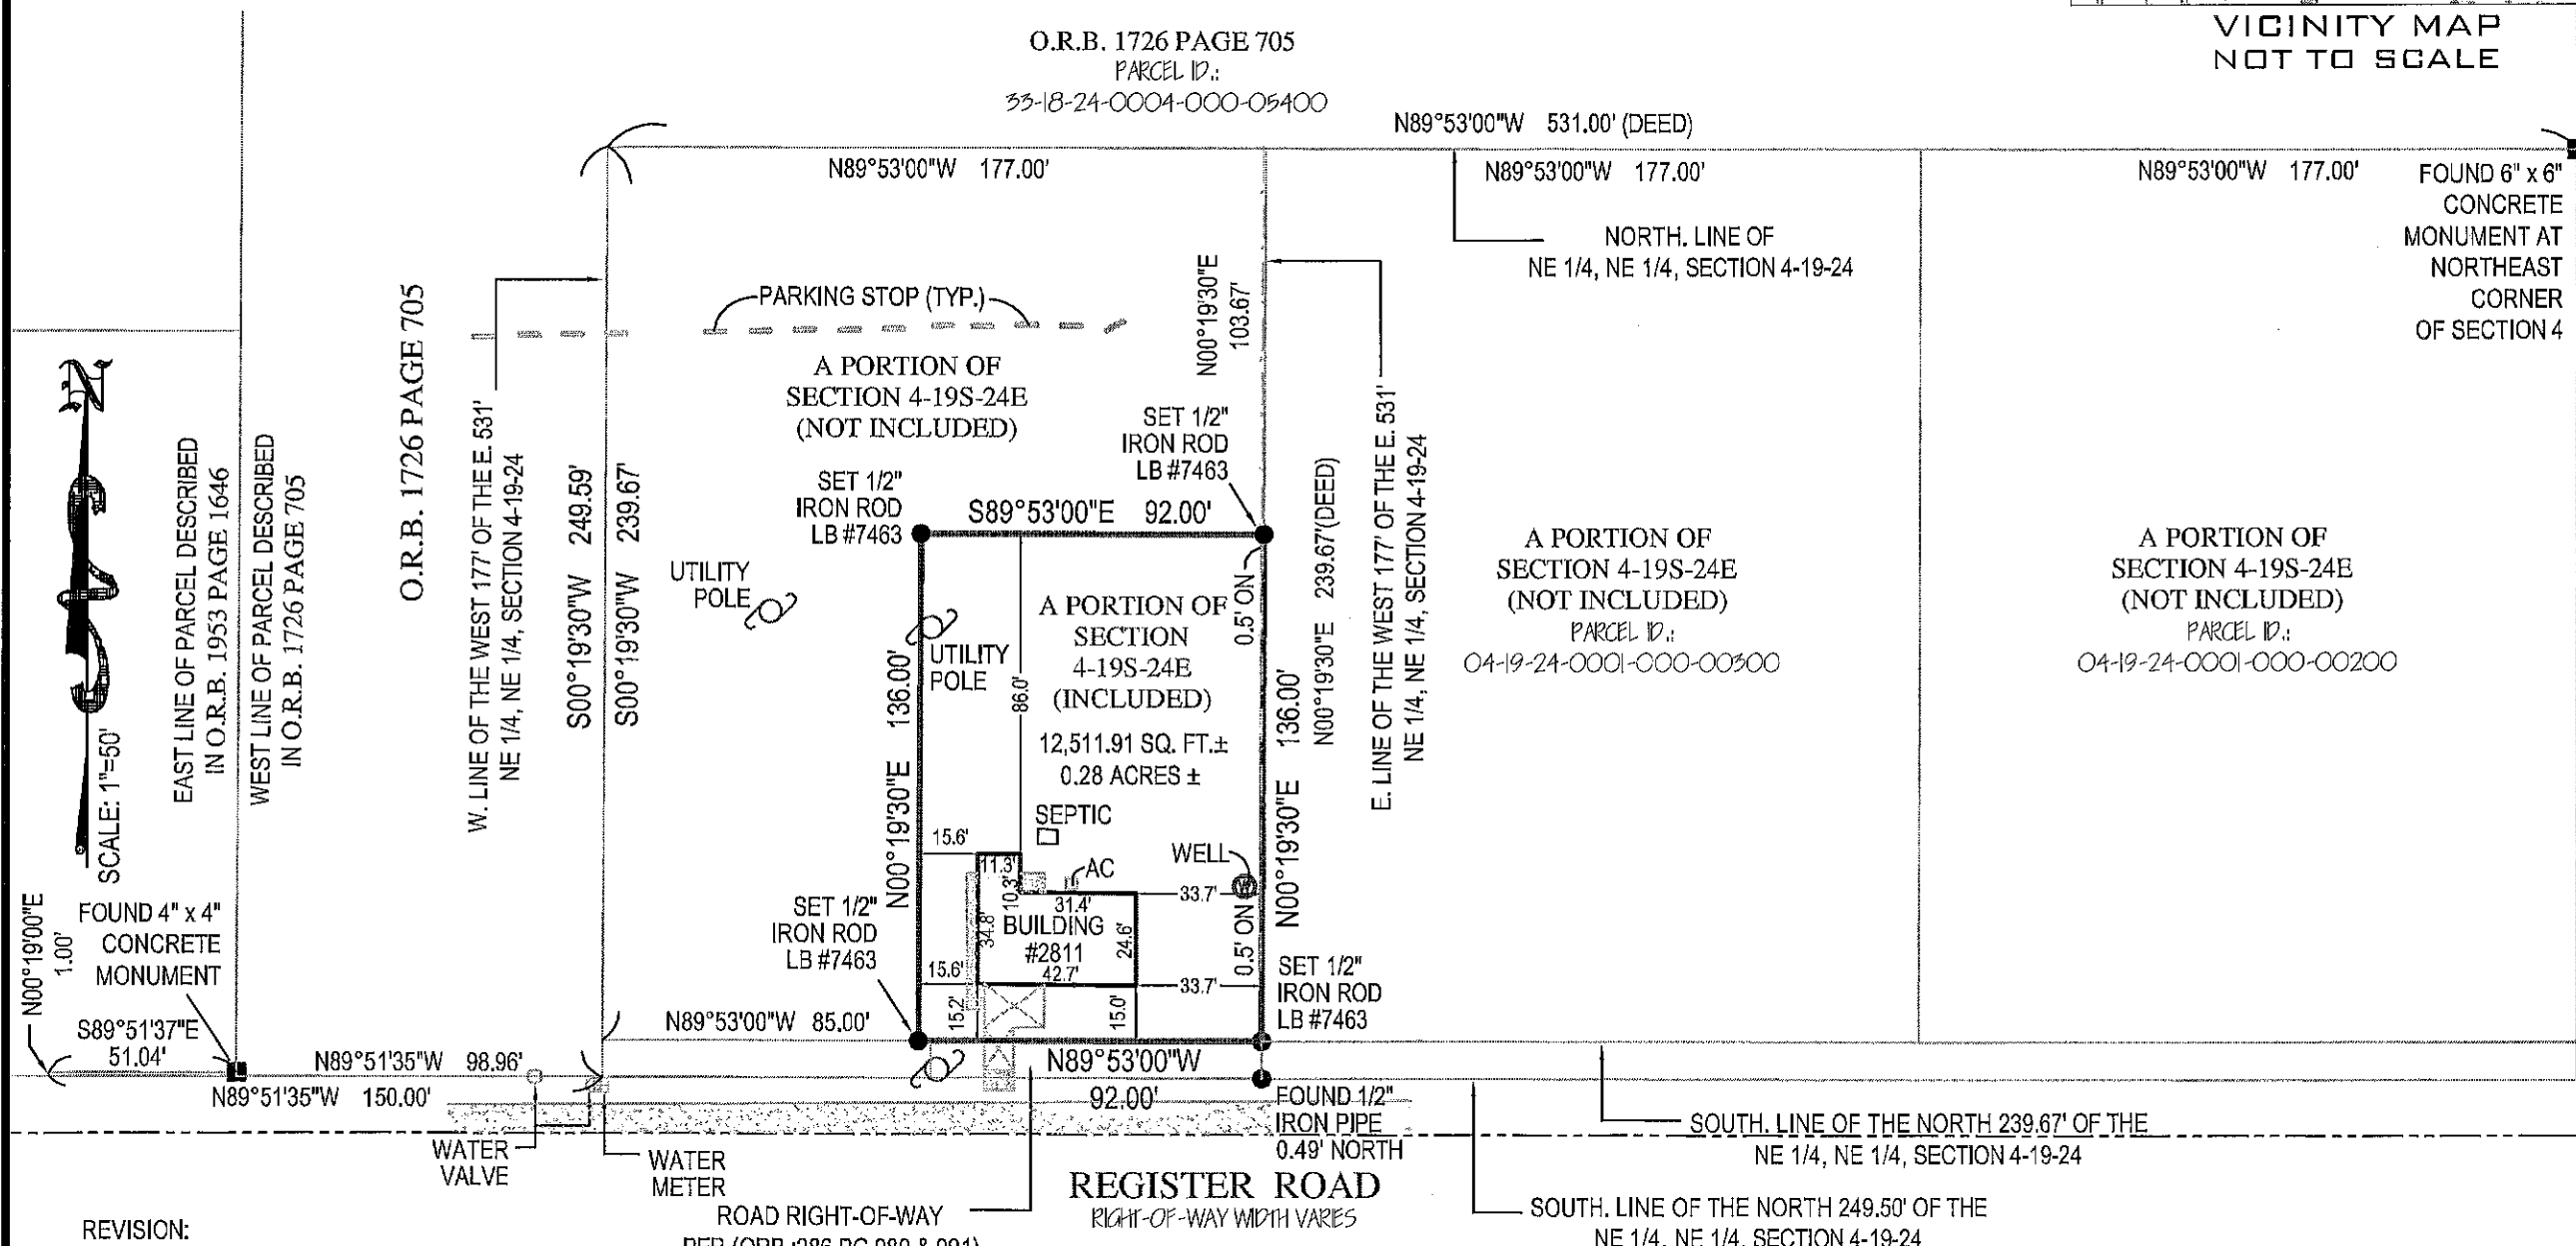 VICINITY MAP
NOT TO SCALE
O.R.B. 1726 PAGE 705
PARCEL ID.:
33-18-24-0004-000-05400
N89°53'00"W 531.00' (DEED)
N89°53'00"W 177.00'
N89°53'00"W 177.00'
N89°53'00"W 177.00'
FOUND 6" x 6"
CONCRETE
MONUMENT AT
NORTHEAST
CORNER
OF SECTION 4
NORTH. LINE OF
NE 1/4, NE 1/4, SECTION 4-19-24
PARKING STOP (TYP.)
A PORTION OF
SECTION 4-19S-24E
(NOT INCLUDED)
N00°19'30"E
103.67'
O.R.B. 1726 PAGE 705
W. LINE OF THE WEST 177' OF THE E. 531'
NE 1/4, NE 1/4, SECTION 4-19-24
S00°19'30"W 249.59'
S00°19'30"W 239.67'
N
SCALE: 1"=50'
EAST LINE OF PARCEL DESCRIBED
IN O.R.B. 1953 PAGE 1646
WEST LINE OF PARCEL DESCRIBED
IN O.R.B. 1726 PAGE 705
SET 1/2"
IRON ROD
LB #7463
SET 1/2"
IRON ROD
LB #7463
S89°53'00"E 92.00'
UTILITY
POLE
UTILITY
POLE
N00°19'30"E 136.00'
86.0'
A PORTION OF
SECTION
4-19S-24E
(INCLUDED)
12,511.91 SQ. FT.±
0.28 ACRES ±
0.5' ON
N00°19'30"E 136.00'
N00°19'30"E 239.67'(DEED)
E. LINE OF THE WEST 177' OF THE E. 531'
NE 1/4, NE 1/4, SECTION 4-19-24
A PORTION OF
SECTION 4-19S-24E
(NOT INCLUDED)
PARCEL ID.:
04-19-24-0001-000-00300
A PORTION OF
SECTION 4-19S-24E
(NOT INCLUDED)
PARCEL ID.:
04-19-24-0001-000-00200
SEPTIC
15.6'
11.3'
10.3'
AC
WELL
W
33.7'
31.4'
34.8'
BUILDING
#2811
24.6'
42.7'
0.5' ON
15.6'
33.7'
15.2'
15.0'
SET 1/2"
IRON ROD
LB #7463
SET 1/2"
IRON ROD
LB #7463
N00°19'00"E
1.00'
FOUND 4" x 4"
CONCRETE
MONUMENT
S89°51'37"E
51.04'
N89°51'35"W 98.96'
N89°51'35"W 150.00'
N89°53'00"W 85.00'
N89°53'00"W
92.00'
FOUND 1/2"
IRON PIPE
0.49' NORTH
WATER
VALVE
WATER
METER
REGISTER ROAD
RIGHT-OF-WAY WIDTH VARIES
SOUTH. LINE OF THE NORTH 239.67' OF THE
NE 1/4, NE 1/4, SECTION 4-19-24
SOUTH. LINE OF THE NORTH 249.50' OF THE
NE 1/4, NE 1/4, SECTION 4-19-24
REVISION:
ROAD RIGHT-OF-WAY